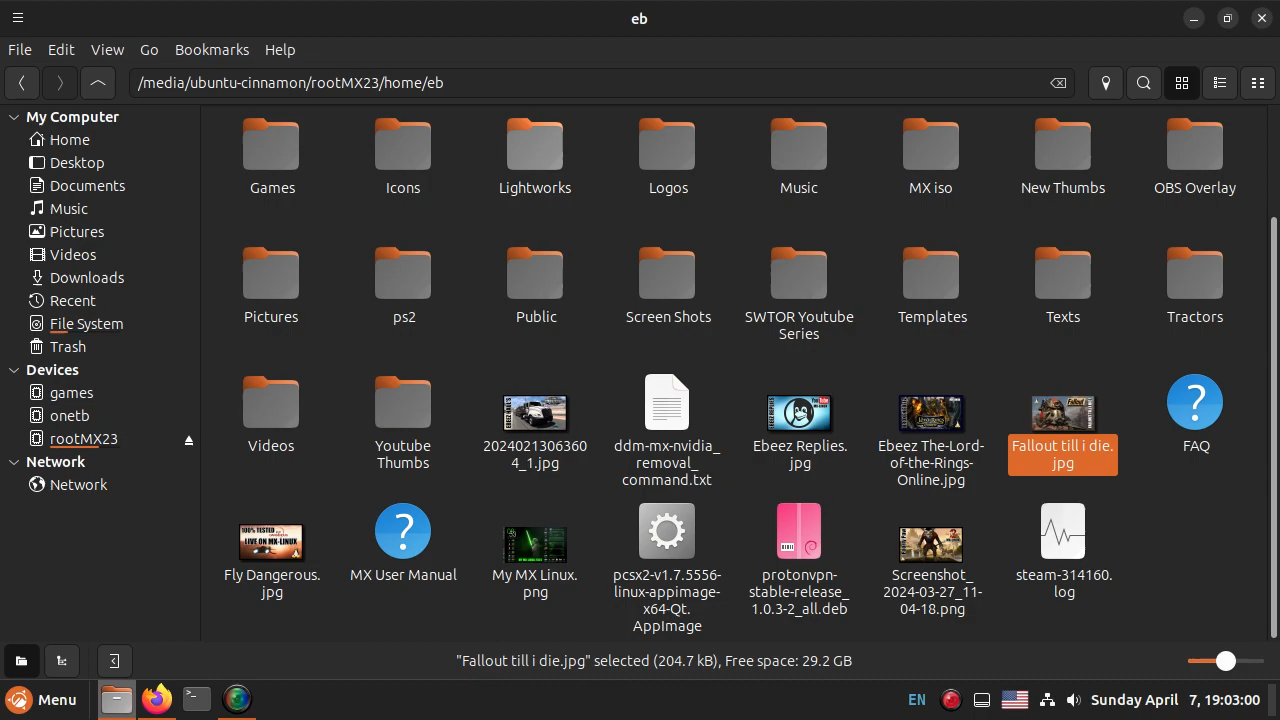 eb
File Edit View Go Bookmarks Help
/media/ubuntu-cinnamon/rootMX23/home/eb
My Computer
Home
Desktop
Documents
Music
Pictures
Videos
Downloads
Recent
File System
Trash
Devices
games
onetb
rootMX23
Network
Network
Games Icons Lightworks Logos Music MX iso New Thumbs OBS Overlay
Pictures ps2 Public Screen Shots SWTOR Youtube Templates Texts Tractors
Series
Videos Youtube 2024021306360 ddm-mx-nvidia_ Ebeez Replies. Ebeez The-Lord- Fallout till i die. FAQ
Thumbs 4_1.jpg removal_ jpg of-the-Rings- jpg
command.txt Online.jpg
100% TESTED
LIVE ON MX-LINUX
Fly Dangerous. MX User Manual My MX Linux. pcsx2-v1.7.5556- protonvpn- Screenshot_ steam-314160.
jpg png linux-appimage- stable-release_ 2024-03-27_11- log
x64-Qt. 1.0.3-2_all.deb 04-18.png
AppImage
"Fallout till i die.jpg" selected (204.7 kB), Free space: 29.2 GB
Menu EN Sunday April 7, 19:03:00